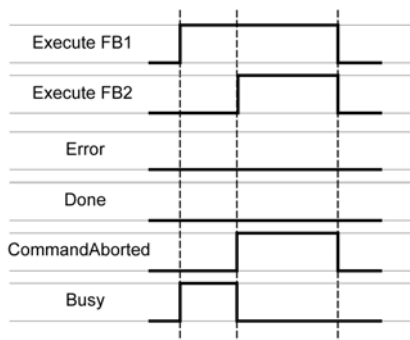 Execute FB1
Execute FB2
Error
Done
CommandAborted
Busy